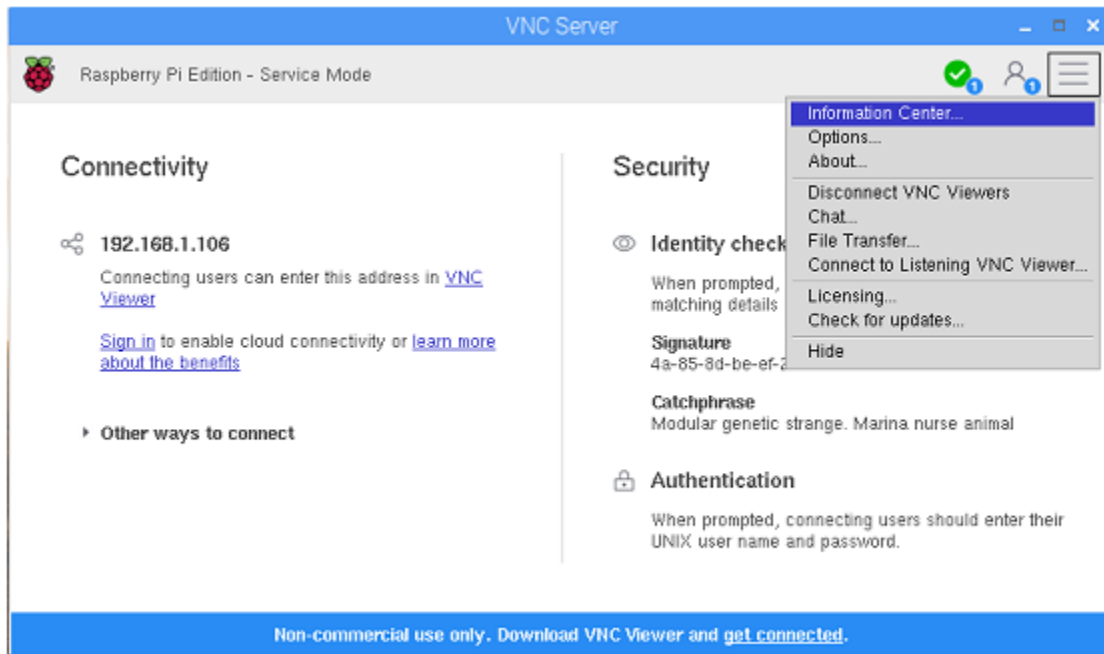 VNC Server
Raspberry Pi Edition - Service Mode
1
1
Information Center...
Options...
About...
Disconnect VNC Viewers
Chat...
File Transfer...
Connect to Listening VNC Viewer...
Licensing...
Check for updates...
Hide
Connectivity
192.168.1.106
Connecting users can enter this address in VNC
Viewer
Sign in to enable cloud connectivity or learn more
about the benefits
Other ways to connect
Security
Identity check
When prompted,
matching details
Signature
4a-85-8d-be-ef-2
Catchphrase
Modular genetic strange. Marina nurse animal
Authentication
When prompted, connecting users should enter their
UNIX user name and password.
Non-commercial use only. Download VNC Viewer and get connected.